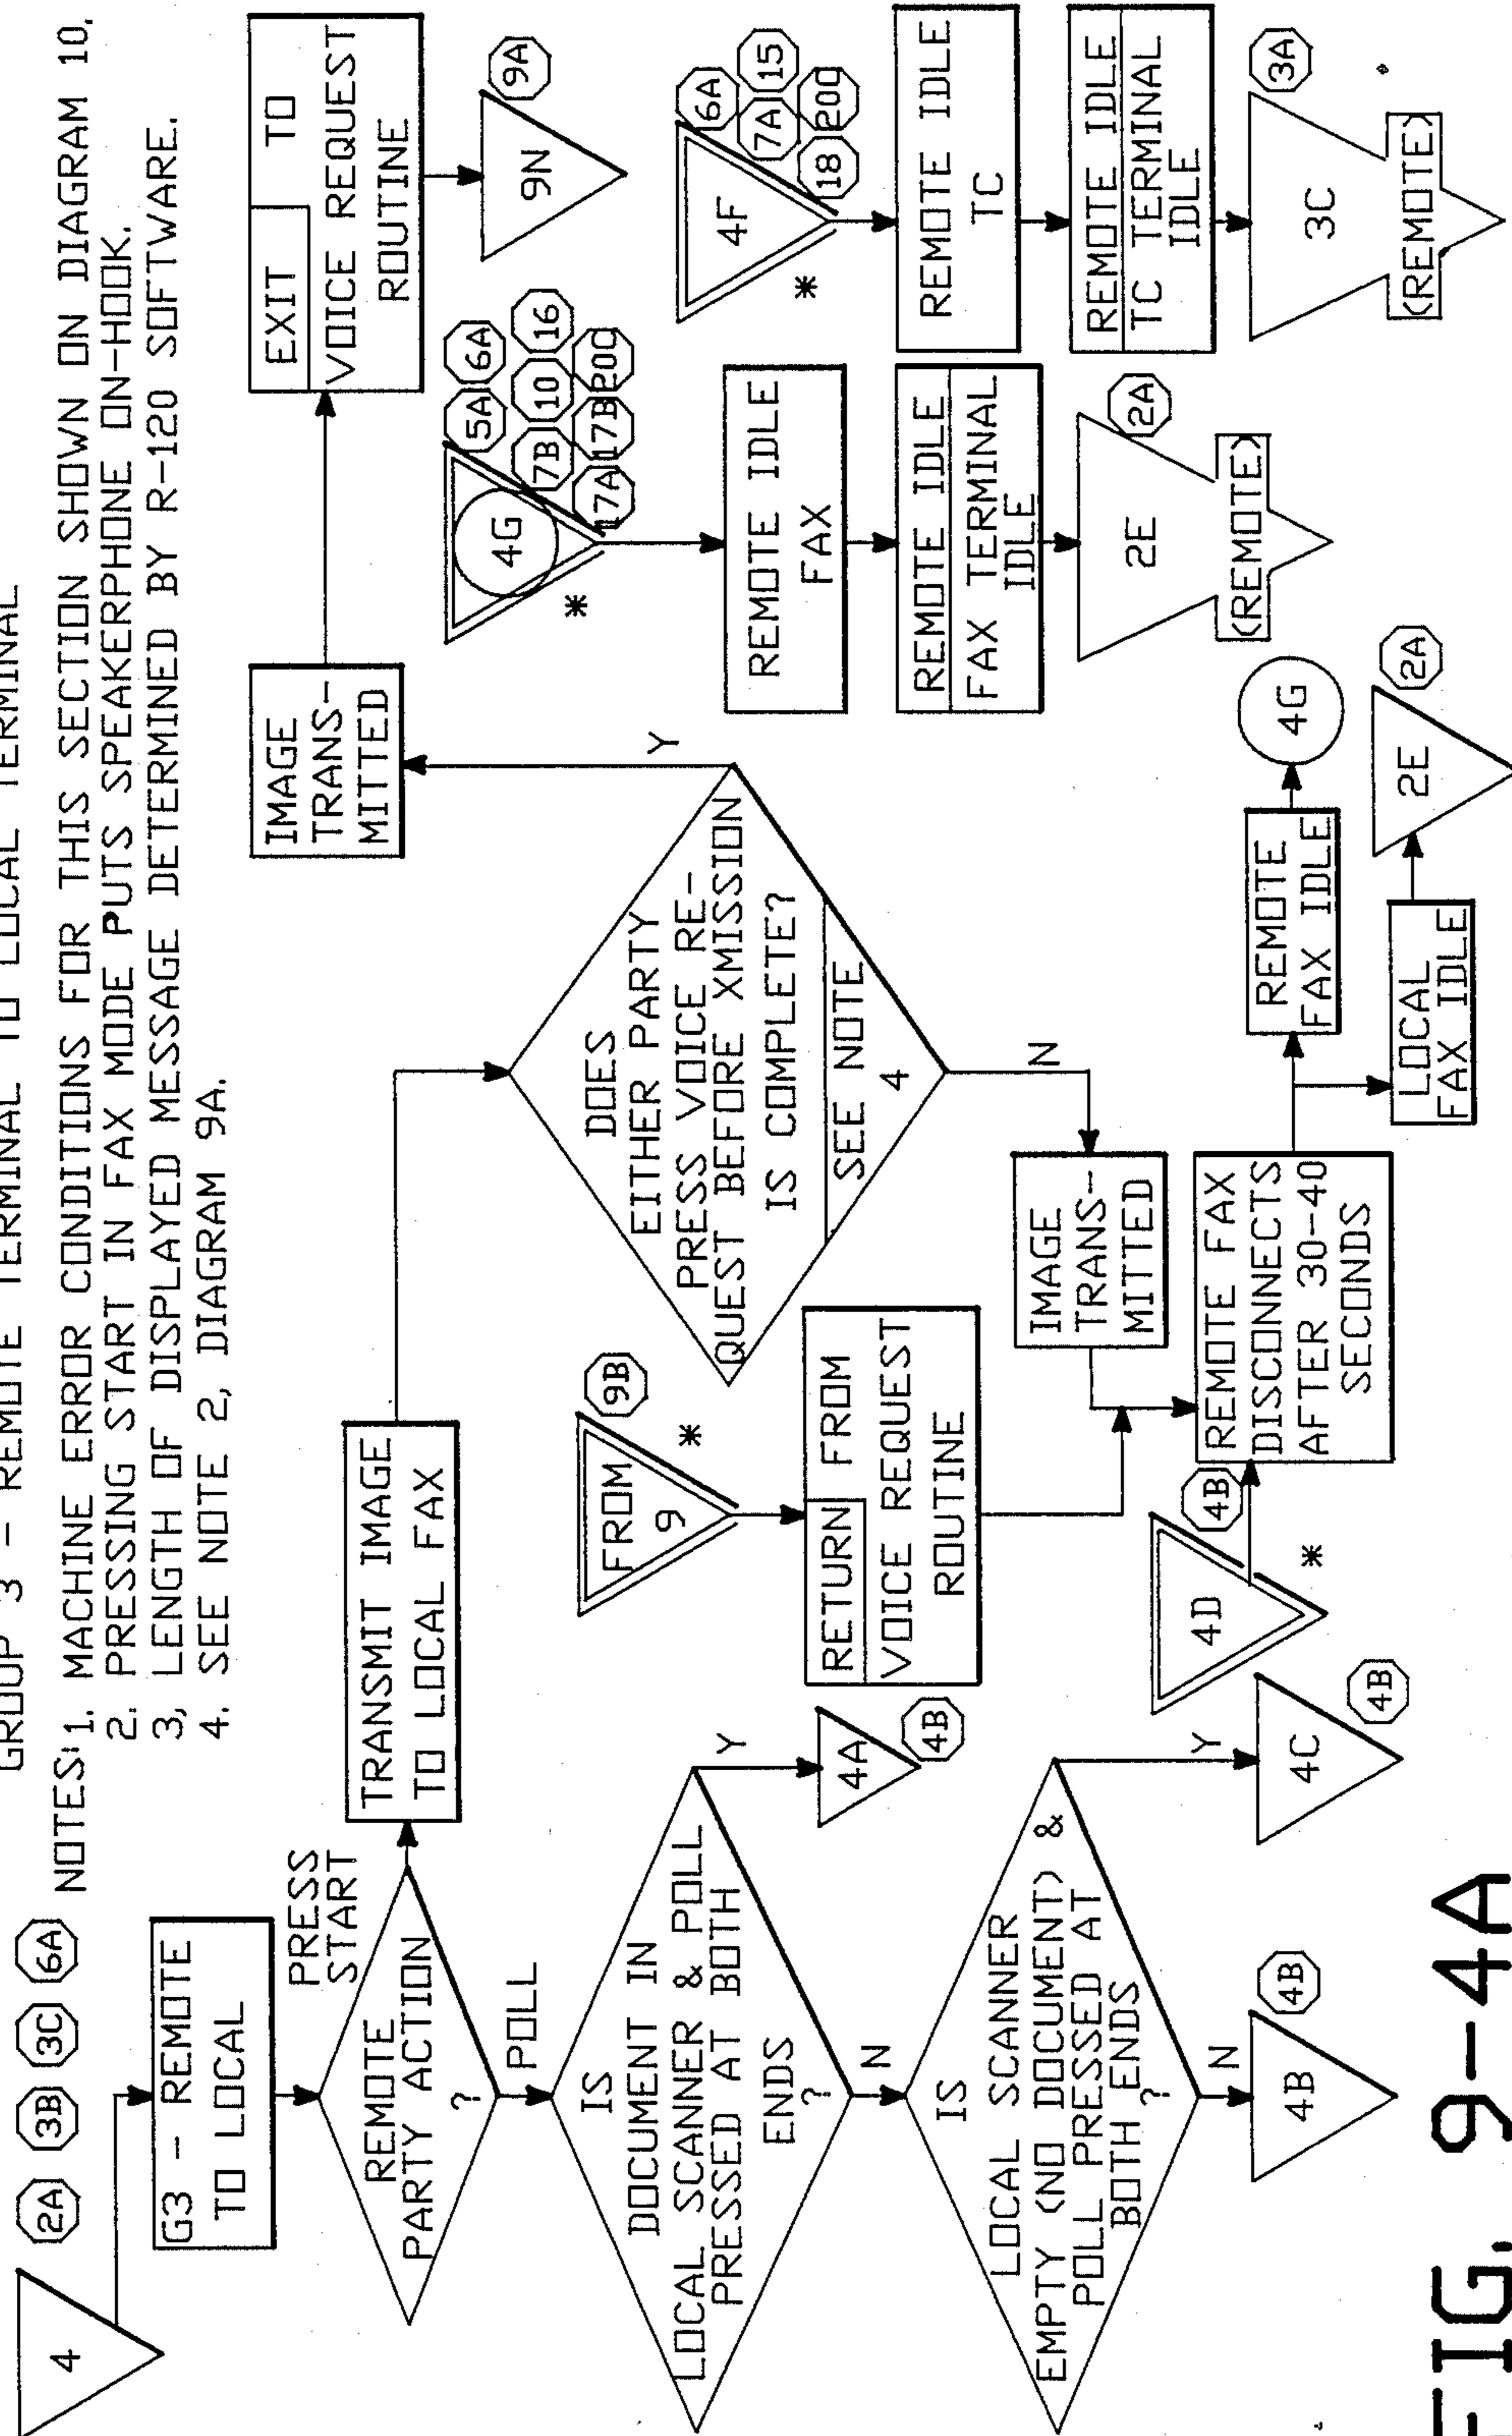 GROUP 3 - REMOTE TERMINAL TO LOCAL TERMINAL
NOTES: 1. MACHINE ERROR CONDITIONS FOR THIS SECTION SHOWN ON DIAGRAM 10.
2. PRESSING START IN FAX MODE PUTS SPEAKERPHONE ON-HOOK.
3, LENGTH OF DISPLAYED MESSAGE DETERMINED BY R-120 SOFTWARE.
4. SEE NOTE 2, DIAGRAM 9A.
4
2A 3B 3C 6A
G3 - REMOTE
TO LOCAL
REMOTE
PARTY ACTION
?
PRESS
START
POLL
IS
DOCUMENT IN
LOCAL SCANNER & POLL
PRESSED AT BOTH
ENDS
?
Y
4A
4B
N
IS
LOCAL SCANNER
EMPTY (NO DOCUMENT) &
POLL PRESSED AT
BOTH ENDS
?
Y
4C
4B
N
4B
4B
TRANSMIT IMAGE
TO LOCAL FAX
DOES
EITHER PARTY
PRESS VOICE RE-
QUEST BEFORE XMISSION
IS COMPLETE?
SEE NOTE
4
Y
IMAGE
TRANS-
MITTED
EXIT TO
VOICE REQUEST
ROUTINE
9N
9A
N
IMAGE
TRANS-
MITTED
FROM
9
9B
*
RETURN FROM
VOICE REQUEST
ROUTINE
4D
4B
*
REMOTE FAX
DISCONNECTS
AFTER 30-40
SECONDS
REMOTE
FAX IDLE
4G
LOCAL
FAX IDLE
2E
2A
4G
5A 6A
7B 10 16
17A 17B 20C
*
REMOTE IDLE
FAX
REMOTE IDLE
FAX TERMINAL
IDLE
2E
2A
(REMOTE)
4F
6A
7A 15
18 20C
*
REMOTE IDLE
TC
REMOTE IDLE
TC TERMINAL
IDLE
3C
3A
(REMOTE)
FIG. 9-4A